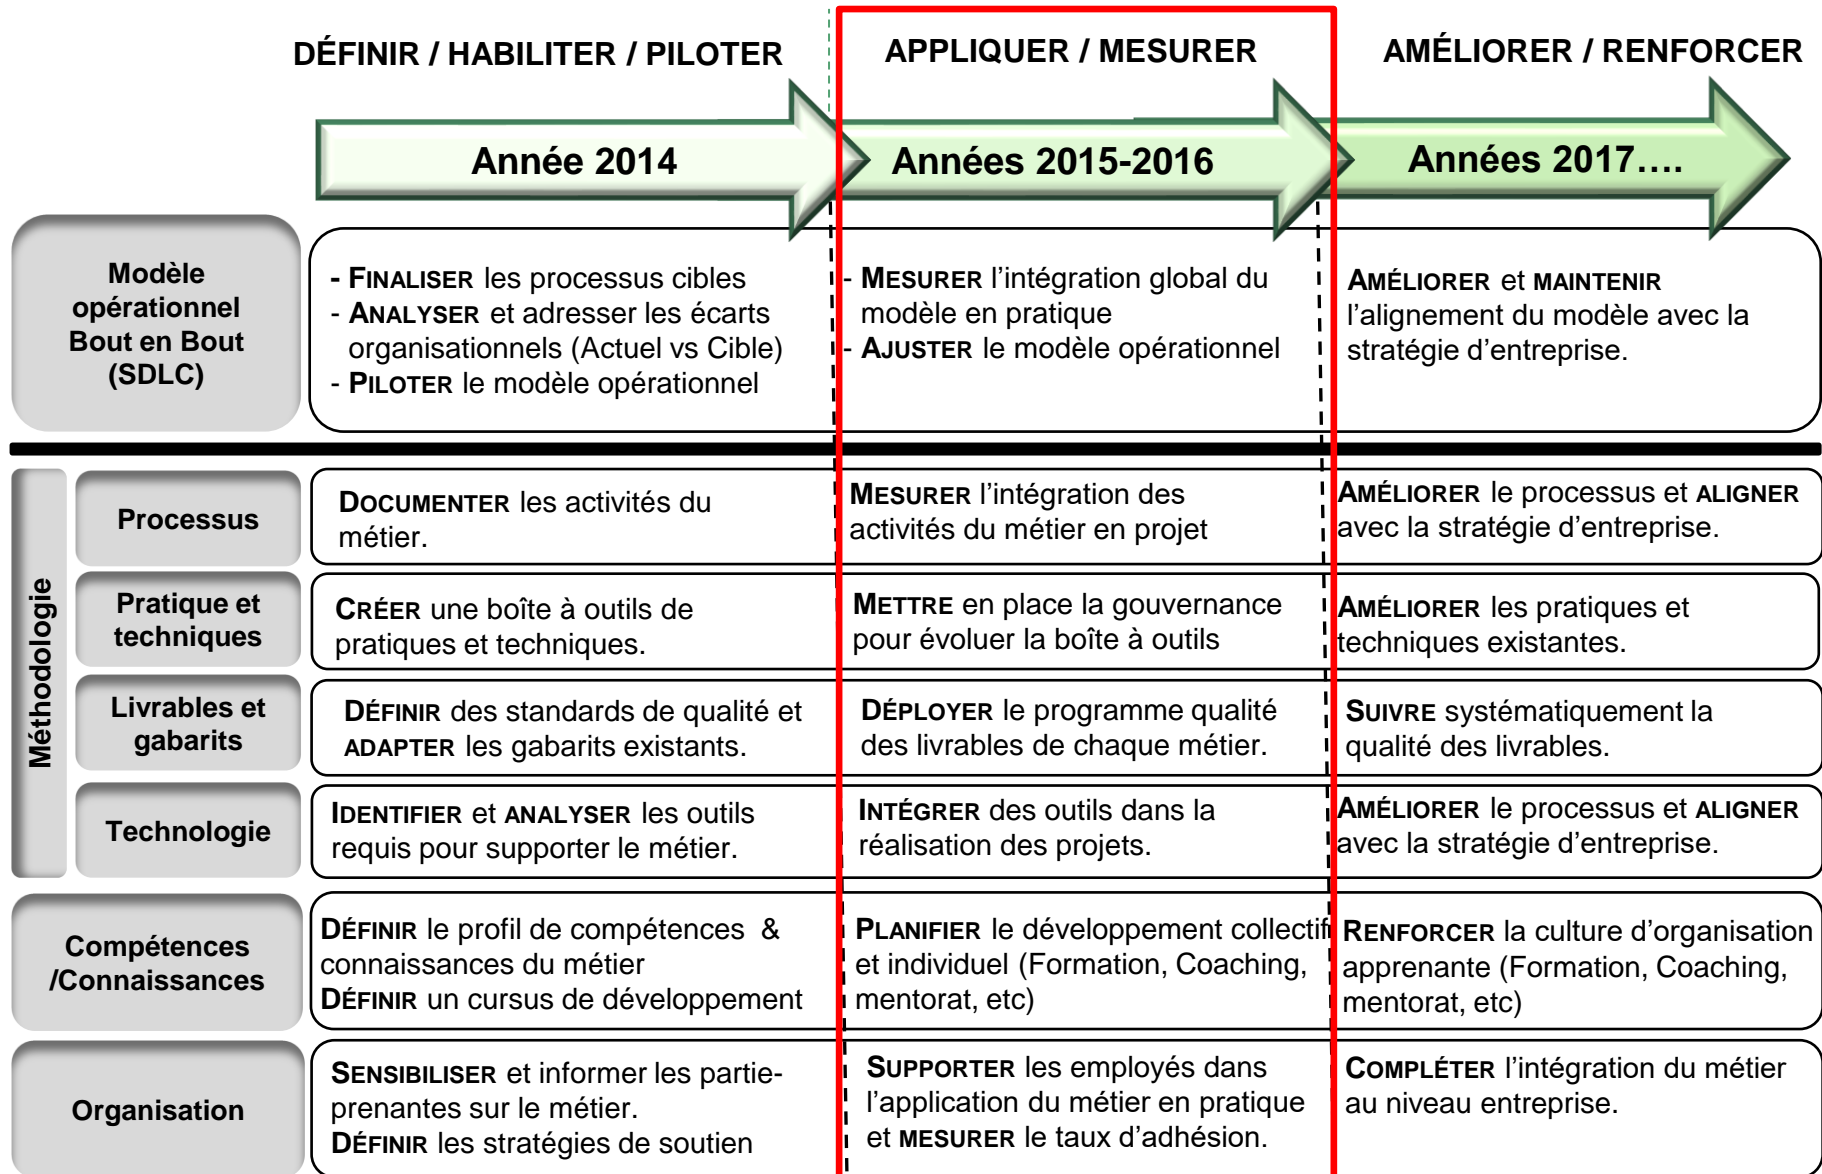 DÉFINIR / HABILITER / PILOTER
APPLIQUER / MESURER
AMÉLIORER / RENFORCER
Année 2014
Années 2015-2016
Années 2017....
Modèle
opérationnel
Bout en Bout
(SDLC)
- FINALISER les processus cibles
- ANALYSER et adresser les écarts
organisationnels (Actuel vs Cible)
- PILOTER le modèle opérationnel
- MESURER l’intégration global du
modèle en pratique
- AJUSTER le modèle opérationnel
AMÉLIORER et MAINTENIR
l’alignement du modèle avec la
stratégie d’entreprise.
Méthodologie
Processus
DOCUMENTER les activités du
métier.
MESURER l’intégration des
activités du métier en projet
AMÉLIORER le processus et ALIGNER
avec la stratégie d’entreprise.
Pratique et
techniques
CRÉER une boîte à outils de
pratiques et techniques.
METTRE en place la gouvernance
pour évoluer la boîte à outils
AMÉLIORER les pratiques et
techniques existantes.
Livrables et
gabarits
DÉFINIR des standards de qualité et
ADAPTER les gabarits existants.
DÉPLOYER le programme qualité
des livrables de chaque métier.
SUIVRE systématiquement la
qualité des livrables.
Technologie
IDENTIFIER et ANALYSER les outils
requis pour supporter le métier.
INTÉGRER des outils dans la
réalisation des projets.
AMÉLIORER le processus et ALIGNER
avec la stratégie d’entreprise.
Compétences
/Connaissances
DÉFINIR le profil de compétences &
connaissances du métier
DÉFINIR un cursus de développement
PLANIFIER le développement collectif
et individuel (Formation, Coaching,
mentorat, etc)
RENFORCER la culture d’organisation
apprenante (Formation, Coaching,
mentorat, etc)
Organisation
SENSIBILISER et informer les partie-
prenantes sur le métier.
DÉFINIR les stratégies de soutien
SUPPORTER les employés dans
l’application du métier en pratique
et MESURER le taux d’adhésion.
COMPLÉTER l’intégration du métier
au niveau entreprise.